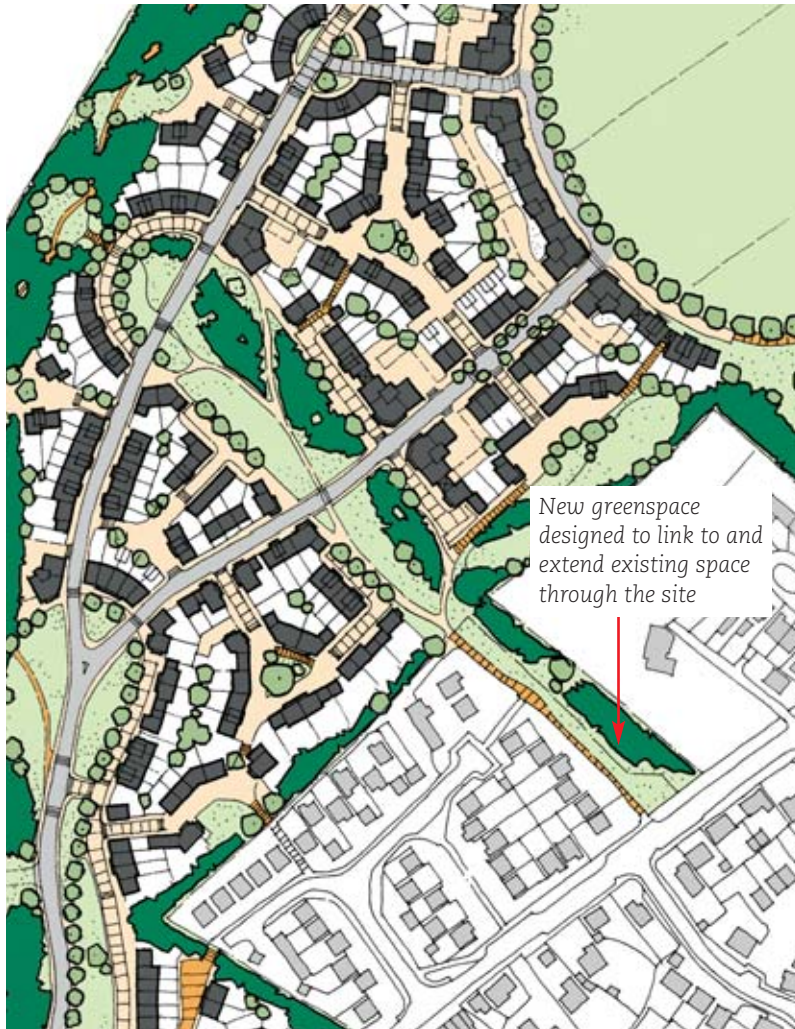 New greenspace
designed to link to and
extend existing space
through the site